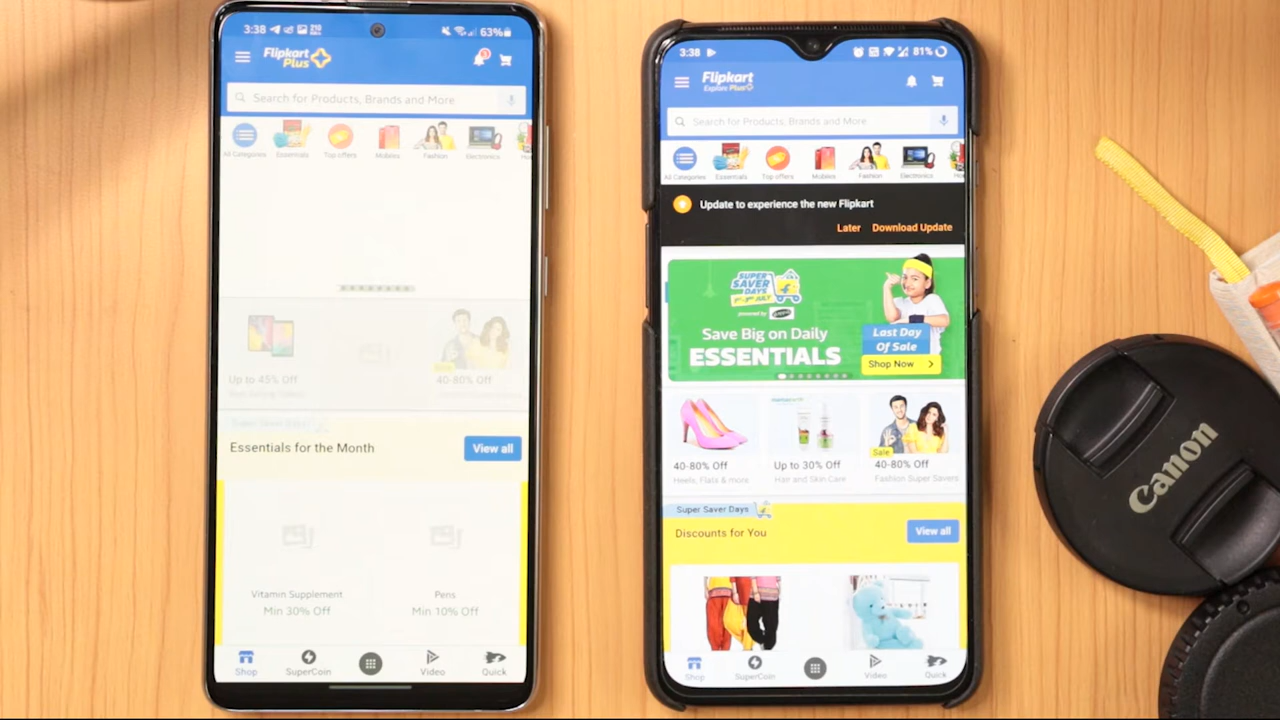 3:38
63%
Flipkart
Plus
Search for Products, Brands and More
All Categories
Essentials
Top offers
Mobiles
Fashion
Electronics
Up to 45% Off
40-80% Off
Essentials for the Month
View all
Vitamin Supplement
Pens
Min 30% Off
Min 10% Off
Shop
SuperCoin
Video
Quick
3:38
81%
Flipkart
Explore Plus
Search for Products, Brands and More
All Categories
Essentials
Top offers
Mobiles
Fashion
Electronics
Update to experience the new Flipkart
Later
Download Update
SUPER
SAVER
DAYS
powered by
Save Big on Daily
ESSENTIALS
Last Day
Of Sale
Shop Now
Sale
40-80% Off
Up to 30% Off
40-80% Off
Heels, Flats & more
Hair and Skin Care
Fashion Super Savers
Super Saver Days
Discounts for You
View all
Shop
SuperCoin
Video
Quick
Canon